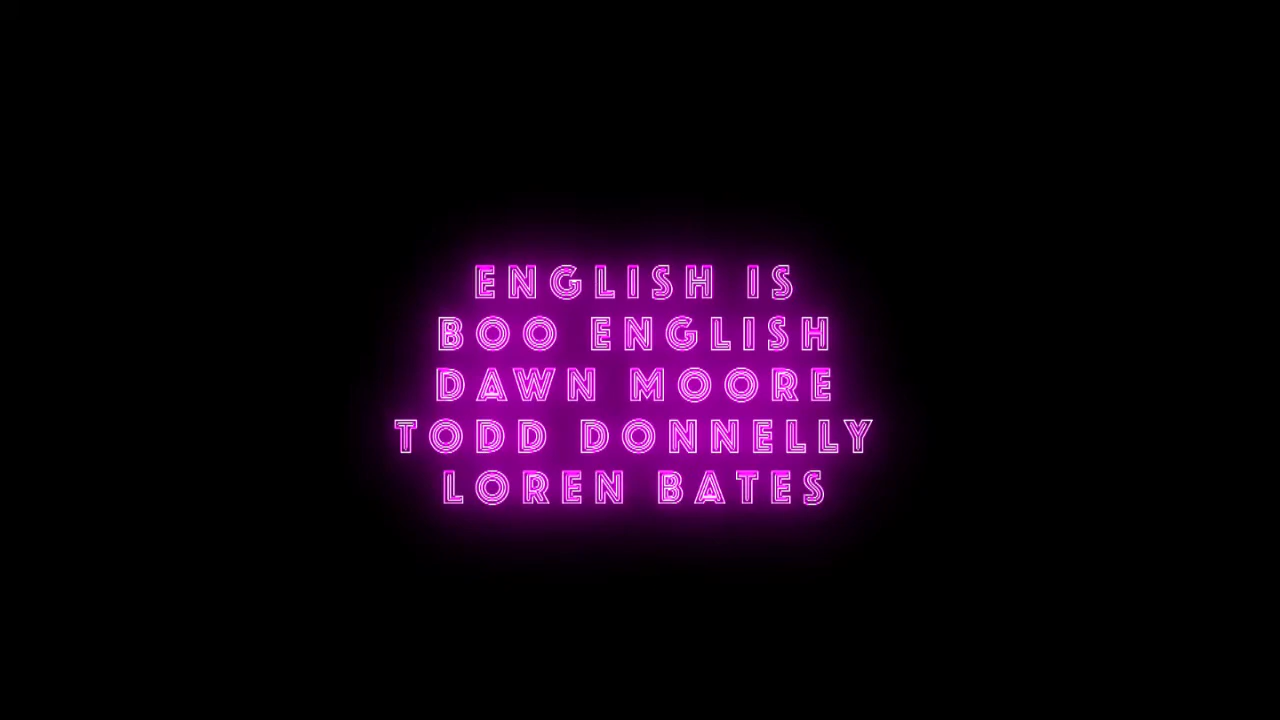 ENGLISH IS
BOO ENGLISH
DAWN MOORE
TODD DONNELLY
LOREN BATES